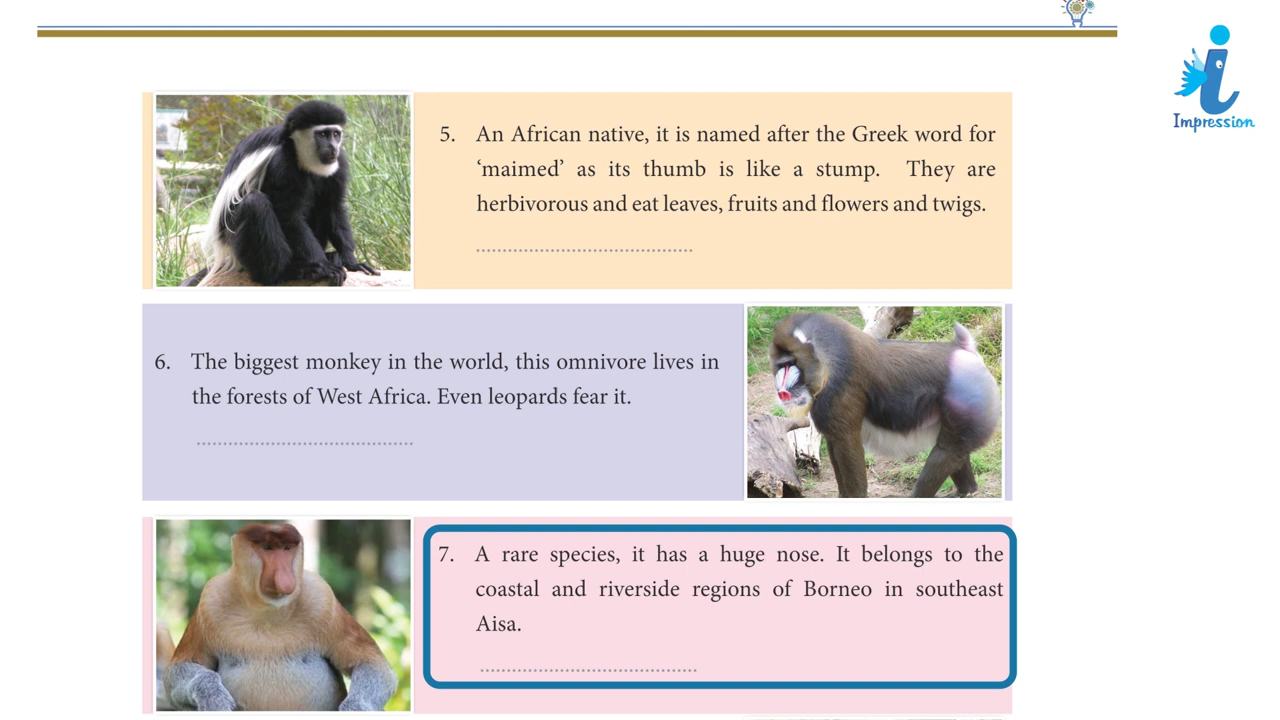 Impression
5. An African native, it is named after the Greek word for
‘maimed’ as its thumb is like a stump. They are
herbivorous and eat leaves, fruits and flowers and twigs.
........................................
6. The biggest monkey in the world, this omnivore lives in
the forests of West Africa. Even leopards fear it.
........................................
7. A rare species, it has a huge nose. It belongs to the
coastal and riverside regions of Borneo in southeast
Aisa.
........................................